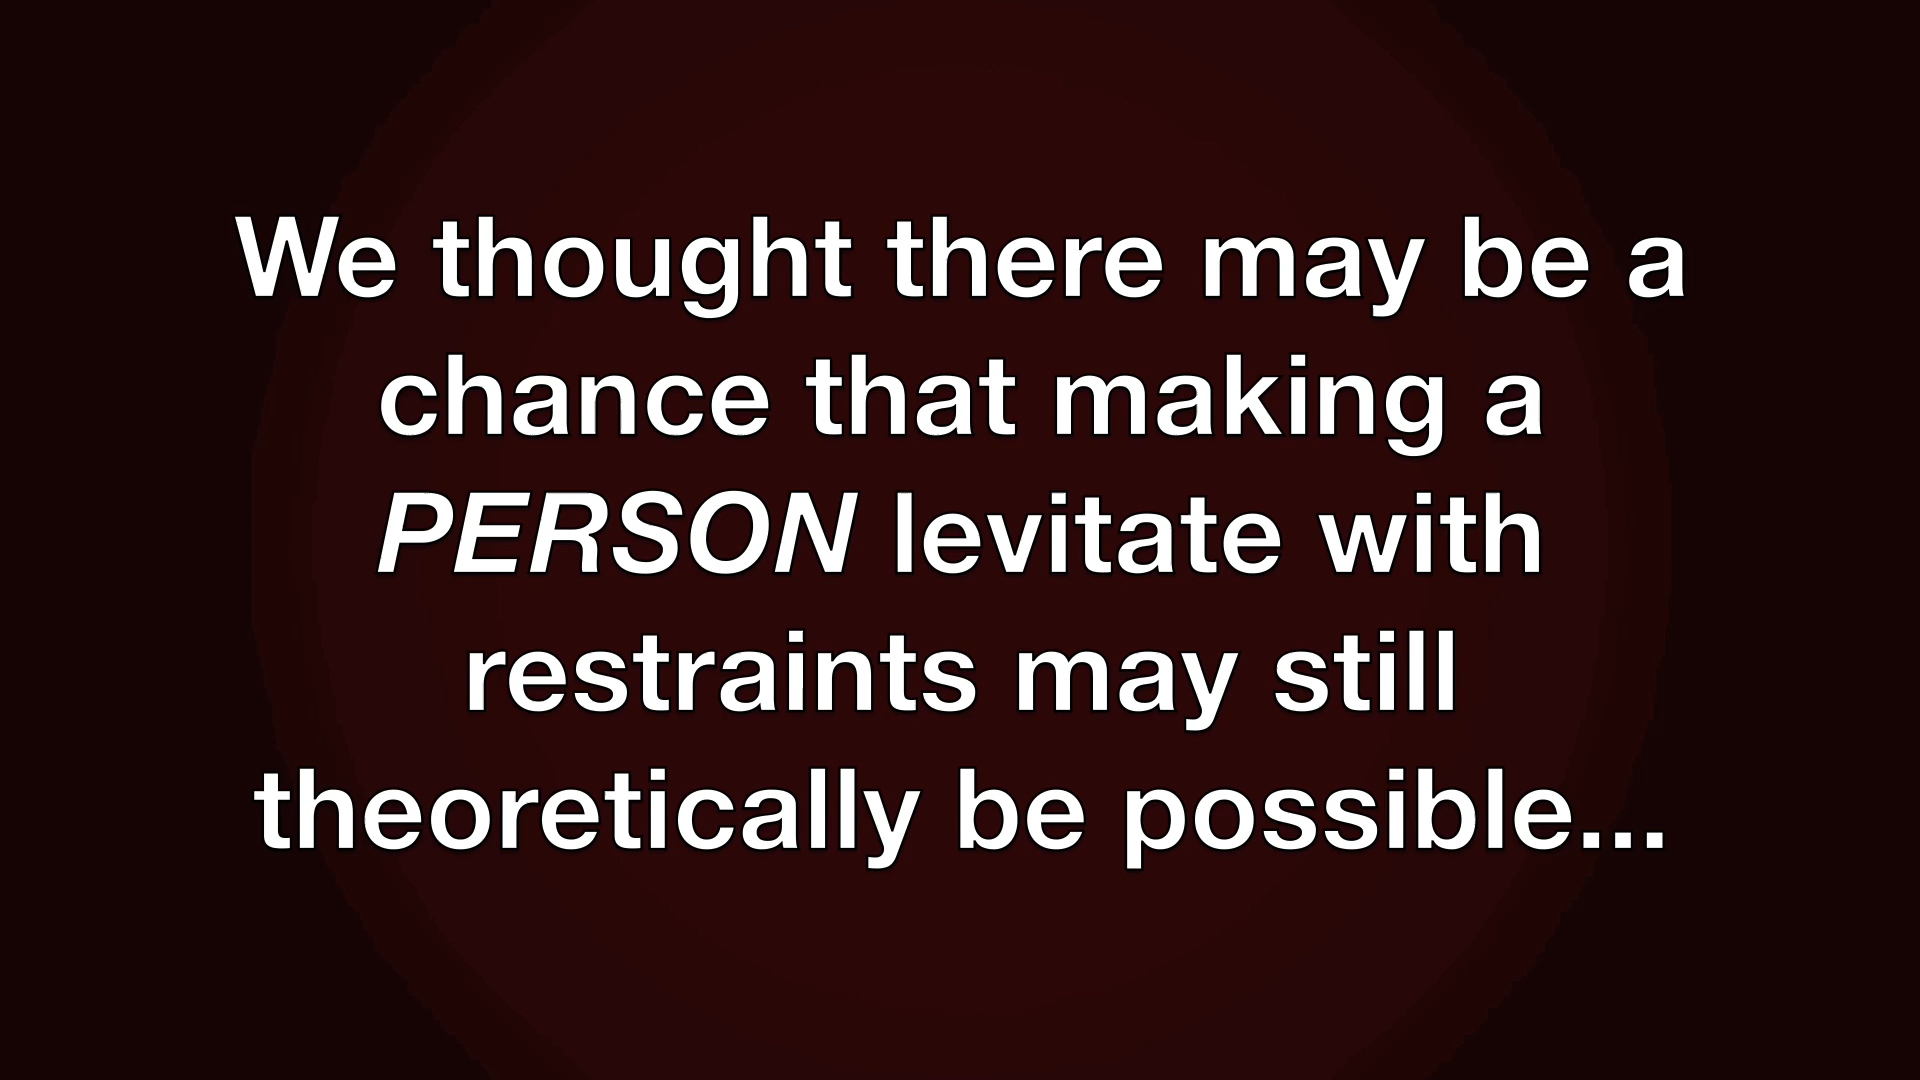 We thought there may be a
chance that making a
PERSON levitate with
restraints may still
theoretically be possible...